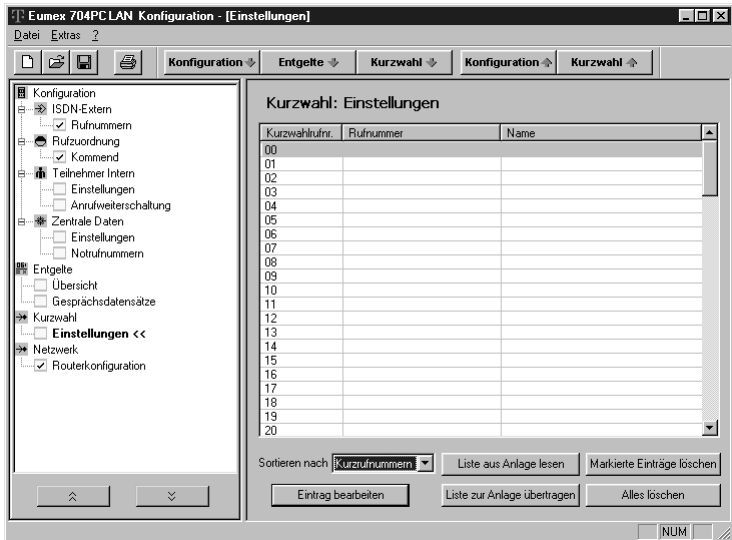 Eumex 704PC LAN Konfiguration - [Einstellungen]
Datei Extras ?
Konfiguration Entgelte Kurzwahl Konfiguration Kurzwahl
Konfiguration
ISDN-Extern
Rufnummern
Rufzuordnung
Kommend
Teilnehmer Intern
Einstellungen
Anrufweiterschaltung
Zentrale Daten
Einstellungen
Notrufnummern
Entgelte
Übersicht
Gesprächsdatensätze
Kurzwahl
Einstellungen <<
Netzwerk
Routerkonfiguration
Kurzwahl: Einstellungen
Kurzwahlrufnr. Rufnummer Name
00
01
02
03
04
05
06
07
08
09
10
11
12
13
14
15
16
17
18
19
20
Sortieren nach Kurzrufnummern Liste aus Anlage lesen Markierte Einträge löschen
Eintrag bearbeiten Liste zur Anlage übertragen Alles löschen
NUM